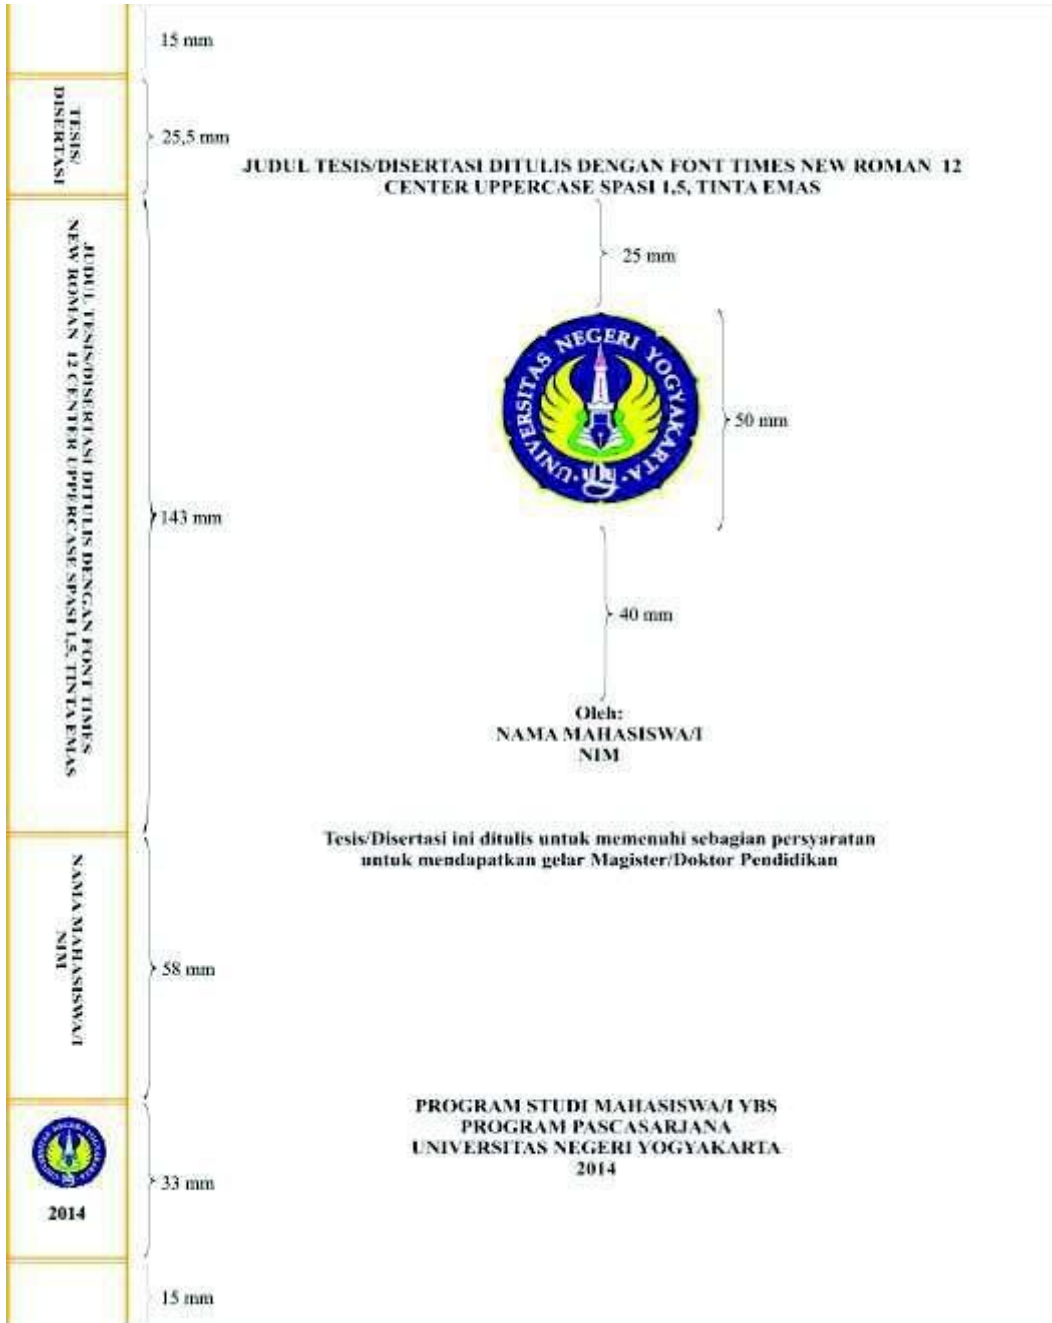 15 mm
TESIS/
DISERTASI
25,5 mm
JUDUL TESIS/DISERTASI DITULIS DENGAN FONT TIMES NEW ROMAN 12
CENTER UPPERCASE SPASI 1,5, TINTA EMAS
25 mm
UNIVERSITAS NEGERI YOGYAKARTA
50 mm
JUDUL TESIS/DISERTASI DITULIS DENGAN FONT TIMES
NEW ROMAN 12 CENTER UPPERCASE SPASI 1,5, TINTA EMAS
143 mm
40 mm
Oleh:
NAMA MAHASISWA/I
NIM
Tesis/Disertasi ini ditulis untuk memenuhi sebagian persyaratan
untuk mendapatkan gelar Magister/Doktor Pendidikan
NAMA MAHASISWA/I
NIM
58 mm
PROGRAM STUDI MAHASISWA/I YBS
PROGRAM PASCASARJANA
UNIVERSITAS NEGERI YOGYAKARTA
2014
UNIVERSITAS NEGERI YOGYAKARTA
33 mm
2014
15 mm